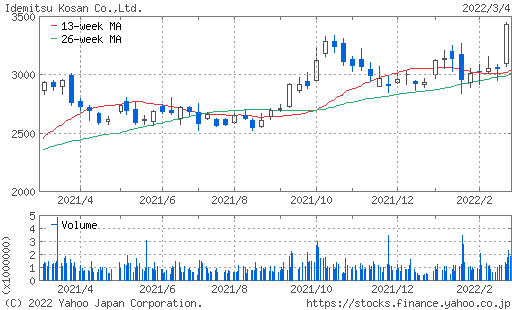 Idemitsu Kosan Co.,Ltd. 2022/3/4
3500
13-week MA
26-week MA
3000
2500
2000
2021/4 2021/6 2021/8 2021/10 2021/12 2022/2
5
Volume
4
3
2
1
0
(x1000000)
2021/4 2021/6 2021/8 2021/10 2021/12 2022/2
(C) 2022 Yahoo Japan Corporation. https://stocks.finance.yahoo.co.jp